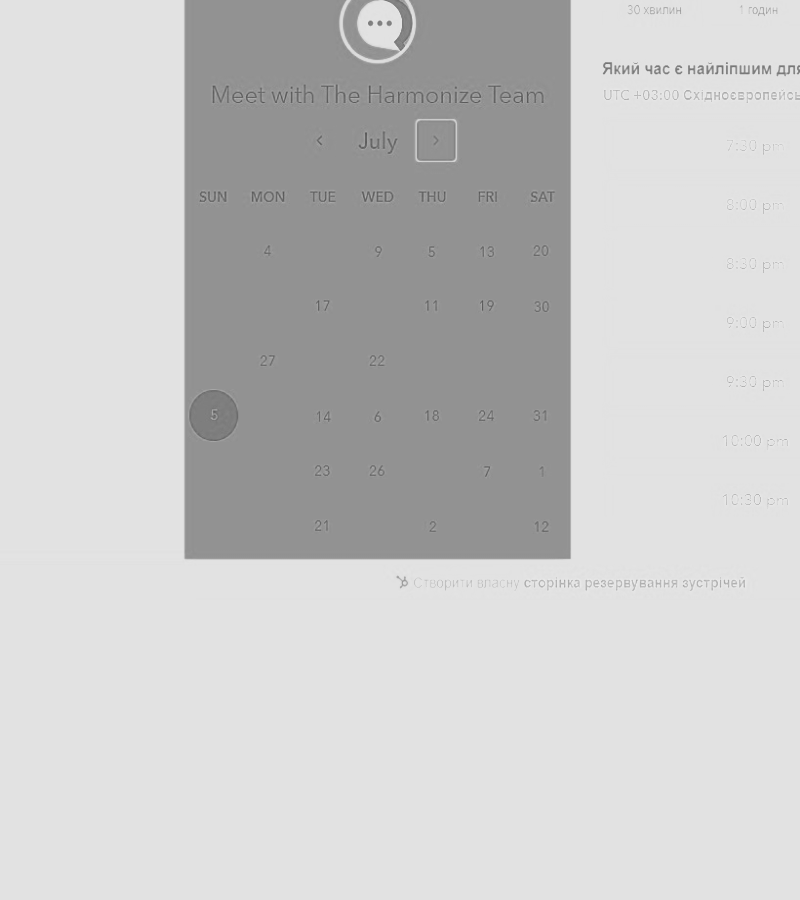 30 хвилин 1 годин
Meet with The Harmonize Team
July
SUN MON TUE WED THU FRI SAT
4 9 5 13 20
17 11 19 30
27 22
5 14 6 18 24 31
23 26 7 1
21 2 12
Який час є найліпшим для
UTC +03:00 Східноєвропейсь
7:30 pm
8:00 pm
8:30 pm
9:00 pm
9:30 pm
10:00 pm
10:30 pm
Створити власну сторінка резервування зустрічей